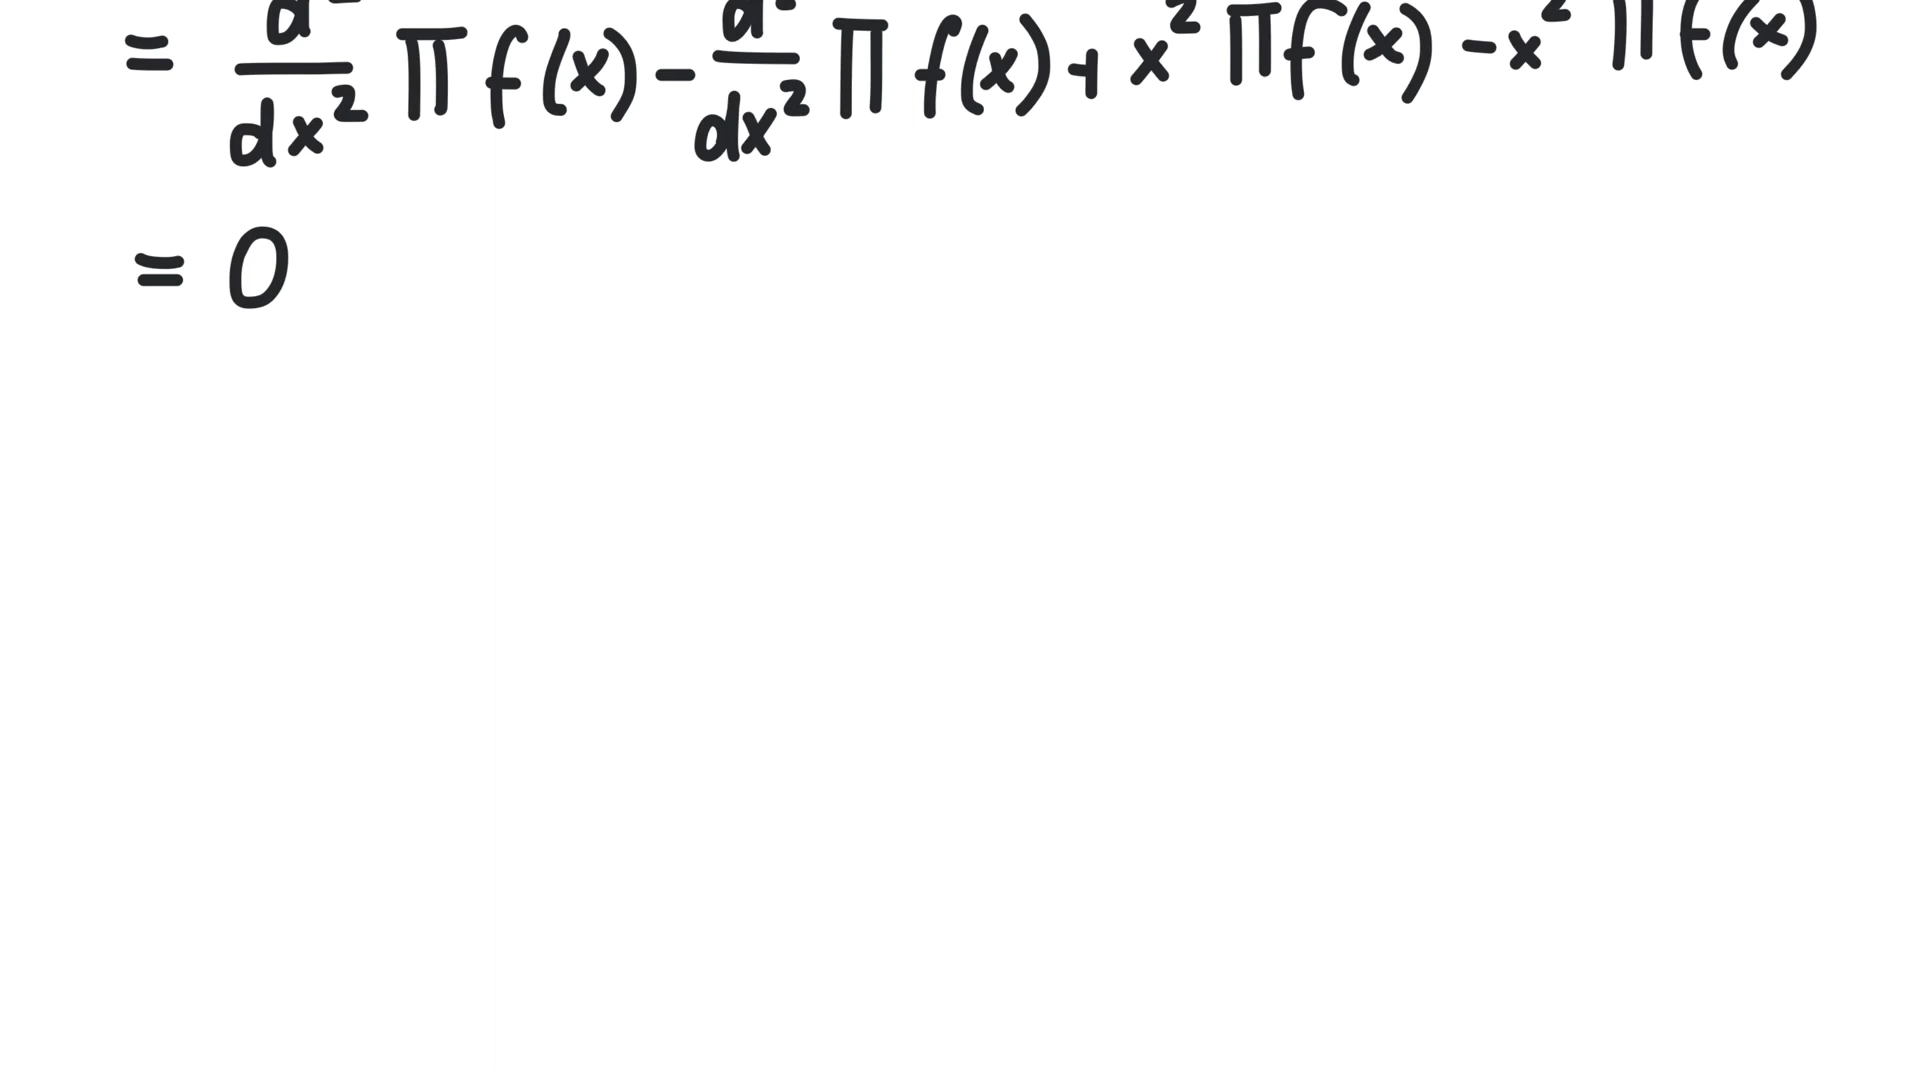 = d²/dx² Π f(x) - d²/dx² Π f(x) + x² Π f(x) - x² Π f(x)
= 0